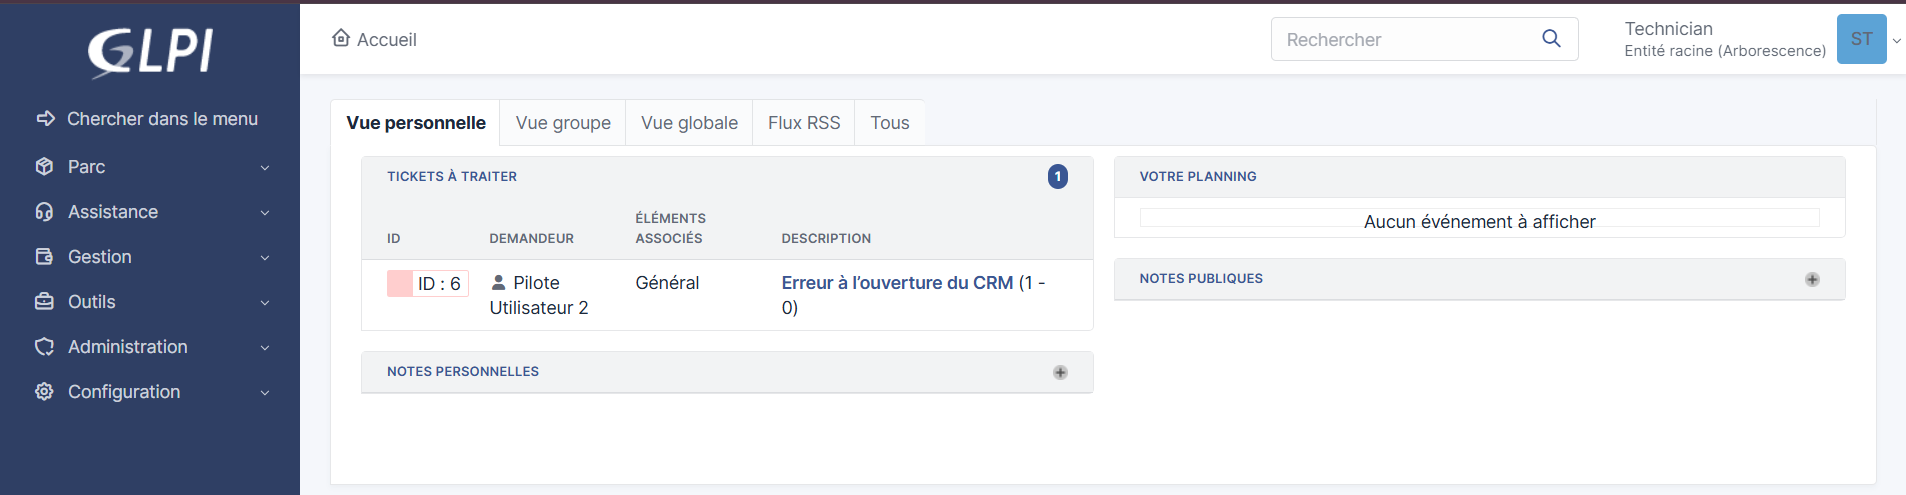 GLPI
Accueil
Rechercher
Technician
Entité racine (Arborescence)
ST
Chercher dans le menu
Parc
Assistance
Gestion
Outils
Administration
Configuration
Vue personnelle
Vue groupe
Vue globale
Flux RSS
Tous
TICKETS À TRAITER
1
ID
DEMANDEUR
ÉLÉMENTS
ASSOCIÉS
DESCRIPTION
ID : 6
Pilote
Utilisateur 2
Général
Erreur à l’ouverture du CRM (1 -
0)
NOTES PERSONNELLES
VOTRE PLANNING
Aucun événement à afficher
NOTES PUBLIQUES